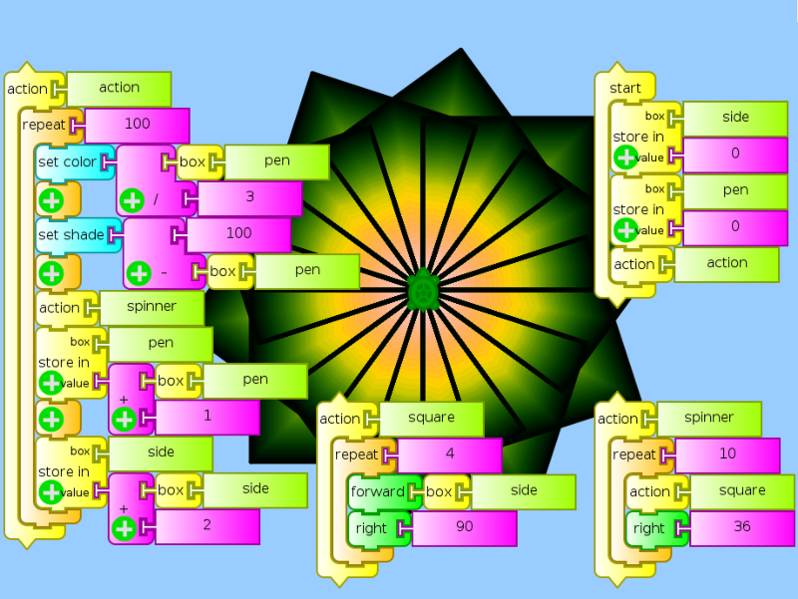 action action
repeat 100
set color / box pen
3
set shade - 100
box pen
action spinner
store in box pen
value + box pen
1
store in box side
value + box side
2
action square
repeat 4
forward box side
right 90
start
store in box side
value 0
store in box pen
value 0
action action
action spinner
repeat 10
action square
right 36